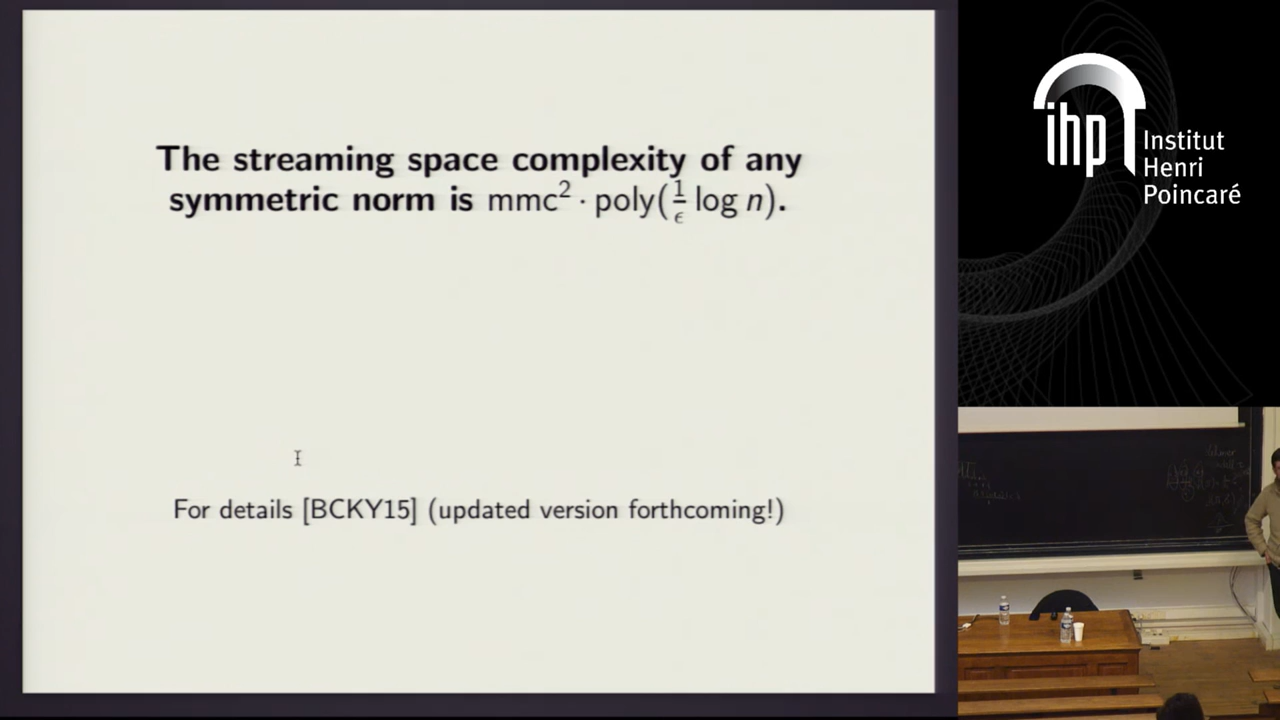 The streaming space complexity of any
symmetric norm is mmc² · poly(1/ϵ log n).
For details [BCKY15] (updated version forthcoming!)
ihp Institut
Henri
Poincaré